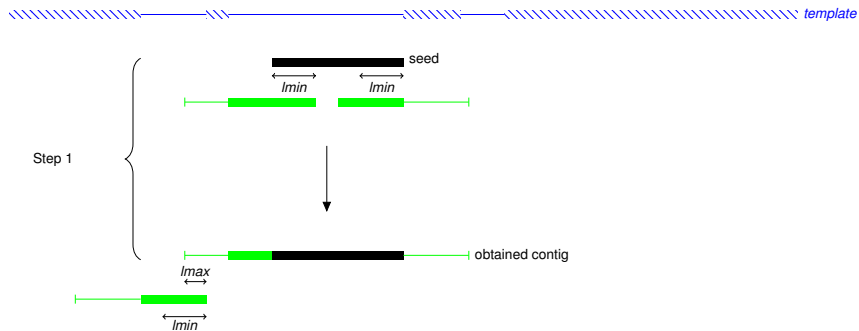 template
seed
lmin lmin
Step 1
obtained contig
lmax
lmin